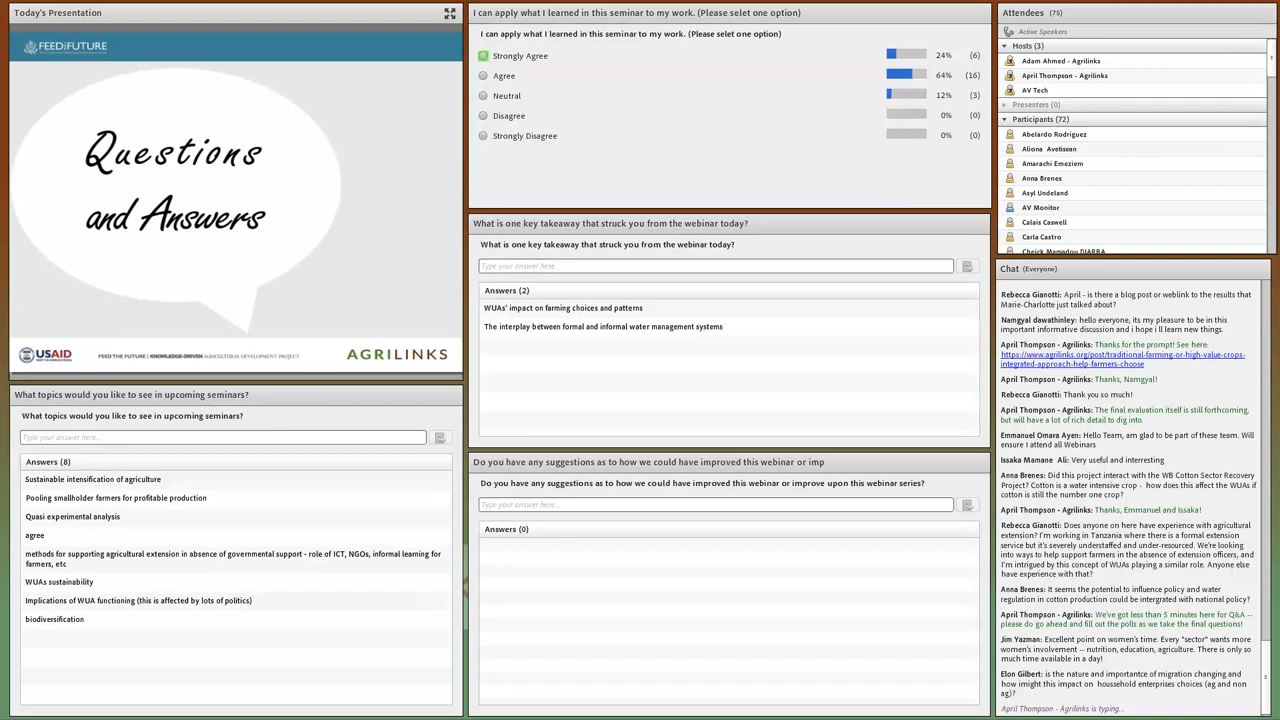 Today's Presentation
FEED THE FUTURE
Questions
and Answers
USAID
FEED THE FUTURE | KNOWLEDGE-DRIVEN AGRICULTURAL DEVELOPMENT PROJECT
AGRILINKS
What topics would you like to see in upcoming seminars?
What topics would you like to see in upcoming seminars?
Type your answer here...
Answers (8)
Sustainable intensification of agriculture
Pooling smallholder farmers for profitable production
Quasi experimental analysis
agree
methods for supporting agricultural extension in absence of governmental support - role of ICT, NGOs, informal learning for
farmers, etc
WUAs sustainability
Implications of WUA functioning (this is affected by lots of politics)
biodiversification
I can apply what I learned in this seminar to my work. (Please selet one option)
I can apply what I learned in this seminar to my work. (Please selet one option)
Strongly Agree 24% (6)
Agree 64% (16)
Neutral 12% (3)
Disagree 0% (0)
Strongly Disagree 0% (0)
What is one key takeaway that struck you from the webinar today?
What is one key takeaway that struck you from the webinar today?
Type your answer here...
Answers (2)
WUAs' impact on farming choices and patterns
The interplay between formal and informal water management systems
Do you have any suggestions as to how we could have improved this webinar or imp
Do you have any suggestions as to how we could have improved this webinar or improve upon this webinar series?
Type your answer here...
Answers (0)
Attendees (75)
Active Speakers
Hosts (3)
Adam Ahmed - Agrilinks
April Thompson - Agrilinks
AV Tech
Presenters (0)
Participants (72)
Abelardo Rodriguez
Aliona Avetisean
Amarachi Emeziem
Anna Brenes
Asyl Undeland
AV Monitor
Calais Caswell
Carla Castro
Cheick Mamadou DIARRA
Chat (Everyone)
Rebecca Gianotti: April - is there a blog post or weblink to the results that
Marie-Charlotte just talked about?
Namgyal dawathinley: hello everyone, its my pleasure to be in this
important informative discussion and i hope i ll learn new things.
April Thompson - Agrilinks: Thanks for the prompt! See here:
https://www.agrilinks.org/post/traditional-farming-or-high-value-crops-
integrated-approach-help-farmers-choose
April Thompson - Agrilinks: Thanks, Namgyal!
Rebecca Gianotti: Thank you so much!
April Thompson - Agrilinks: The final evaluation itself is still forthcoming,
but will have a lot of rich detail to dig into.
Emmanuel Omara Ayen: Hello Team, am glad to be part of these team. Will
ensure I attend all Webinars
Issaka Mamane Ali: Very useful and interresting
Anna Brenes: Did this project interact with the WB Cotton Sector Recovery
Project? Cotton is a water intensive crop - how does this affect the WUAs if
cotton is still the number one crop?
April Thompson - Agrilinks: Thanks, Emmanuel and Issaka!
Rebecca Gianotti: Does anyone on here have experience with agricultural
extension? I'm working in Tanzania where there is a formal extension
service but it's severely understaffed and under-resourced. We're looking
into ways to help support farmers in the absence of extension officers, and
I'm intrigued by this concept of WUAs playing a similar role. Anyone else
have experience with that?
Anna Brenes: It seems the potential to influence policy and water
regulation in cotton production could be intergrated with national policy?
April Thompson - Agrilinks: We've got less than 5 minutes here for Q&A --
please do go ahead and fill out the polls as we take the final questions!
Jim Yazman: Excellent point on women's time. Every "sector" wants more
women's involvement -- nutrition, education, agriculture. There is only so
much time available in a day!
Elon Gilbert: is the nature and importantce of migration changing and
how imight this impact on househould enterprises choices (ag and non
ag)?
April Thompson - Agrilinks is typing...